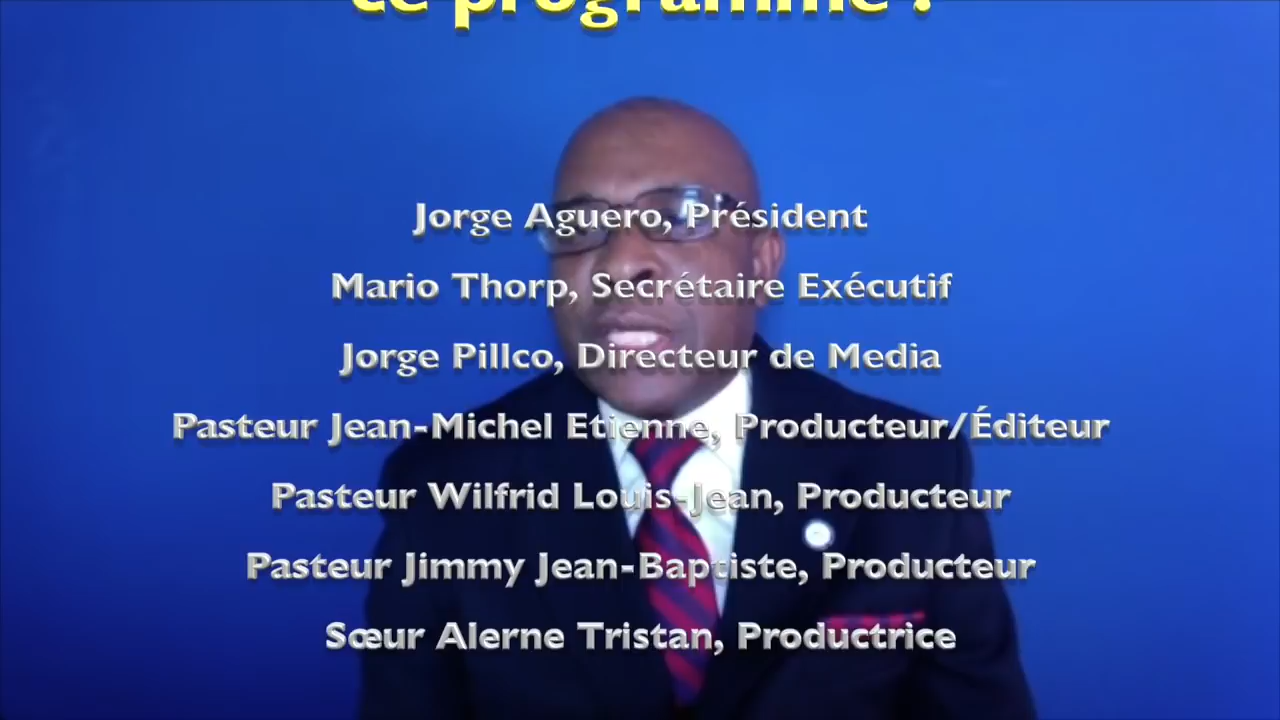 ce programme :
Jorge Aguero, Président
Mario Thorp, Secrétaire Exécutif
Jorge Pillco, Directeur de Media
Pasteur Jean-Michel Etienne, Producteur/Éditeur
Pasteur Wilfrid Louis-Jean, Producteur
Pasteur Jimmy Jean-Baptiste, Producteur
Sœur Alerne Tristan, Productrice